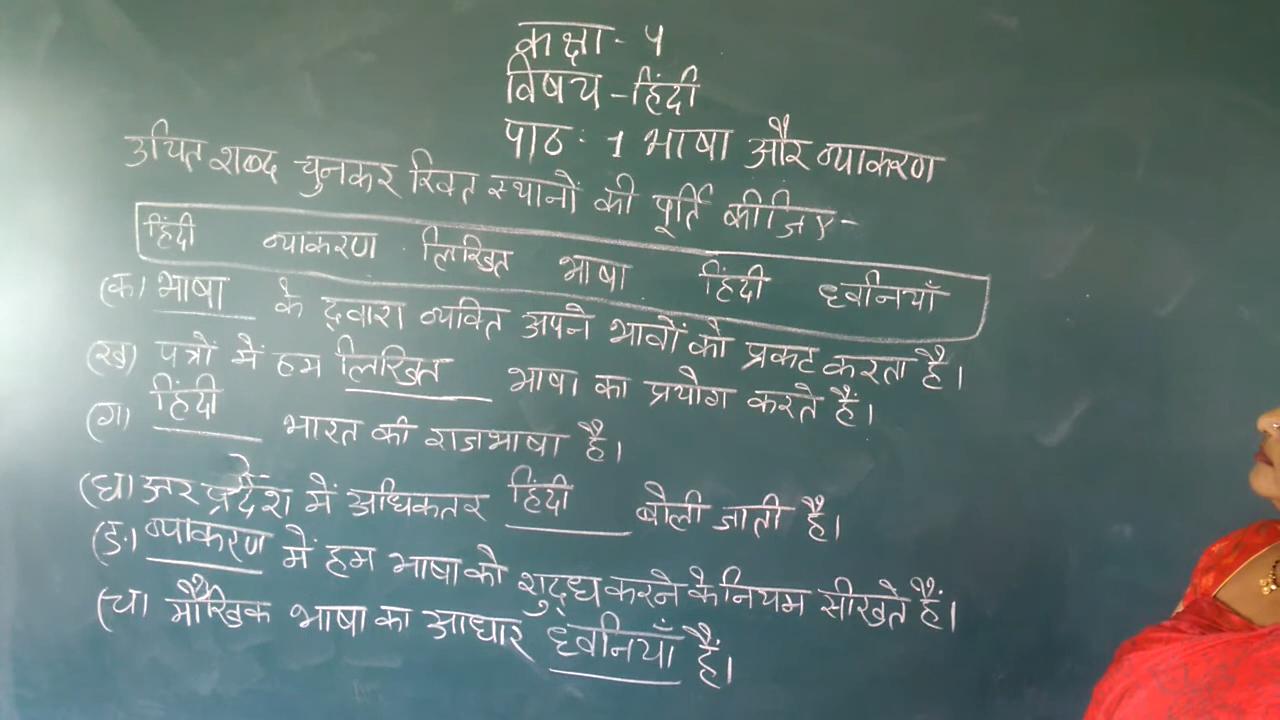 कक्षा - ५
विषय - हिंदी
पाठ : 1 भाषा और व्याकरण
उचित शब्द चुनकर रिक्त स्थानों की पूर्ति कीजिए -
हिंदी व्याकरण लिखित भाषा हिंदी ध्वनियाँ
(क) भाषा के द्वारा व्यक्ति अपने भावों को प्रकट करता है।
(ख) पत्रों में हम लिखित भाषा का प्रयोग करते हैं।
(ग) हिंदी भारत की राजभाषा है।
(घ) उत्तर प्रदेश में अधिकतर हिंदी बोली जाती है।
(ङ) व्याकरण में हम भाषा को शुद्ध करने के नियम सीखते हैं।
(च) मौखिक भाषा का आधार ध्वनियाँ हैं।